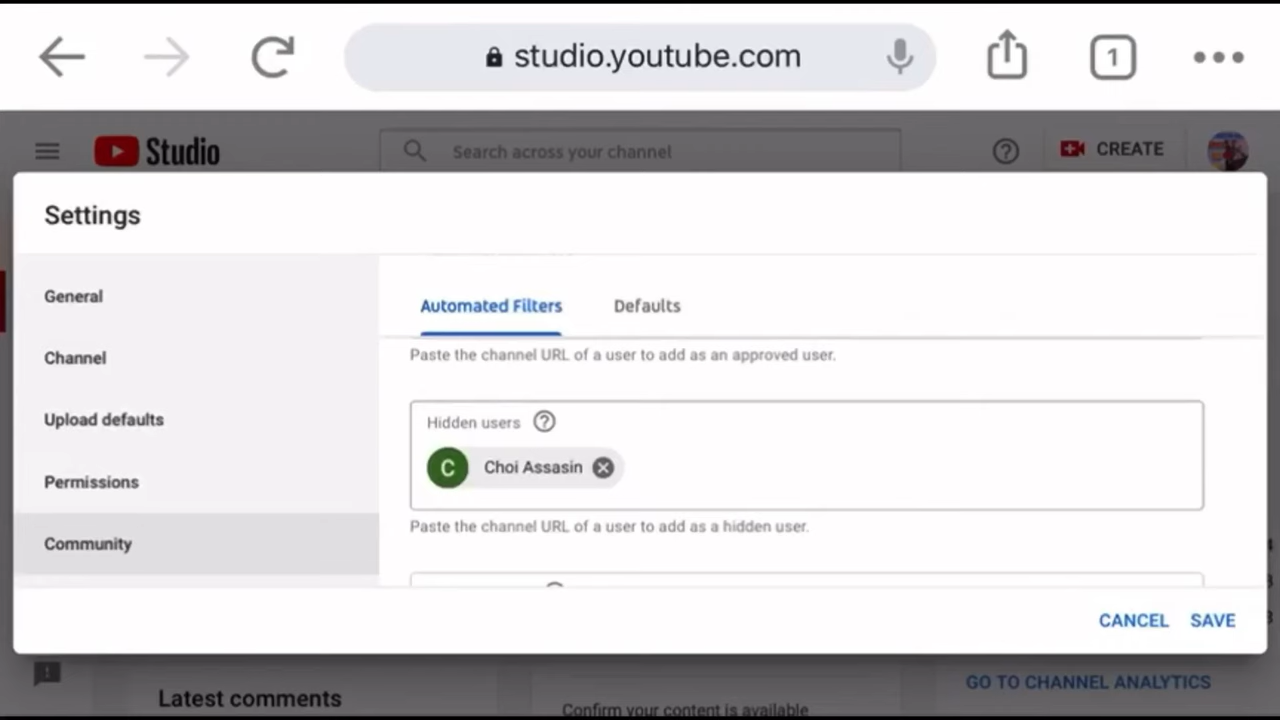 studio.youtube.com
1
Studio
Search across your channel
CREATE
Settings
General
Channel
Upload defaults
Permissions
Community
Automated Filters
Defaults
Paste the channel URL of a user to add as an approved user.
Hidden users
C
Choi Assasin
Paste the channel URL of a user to add as a hidden user.
CANCEL
SAVE
Latest comments
Confirm your content is available
GO TO CHANNEL ANALYTICS